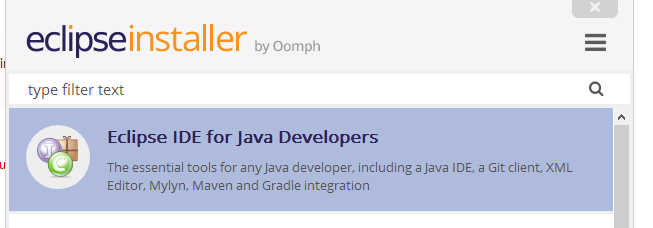 eclipseinstaller by Oomph
type filter text
Eclipse IDE for Java Developers
The essential tools for any Java developer, including a Java IDE, a Git client, XML
Editor, Mylyn, Maven and Gradle integration